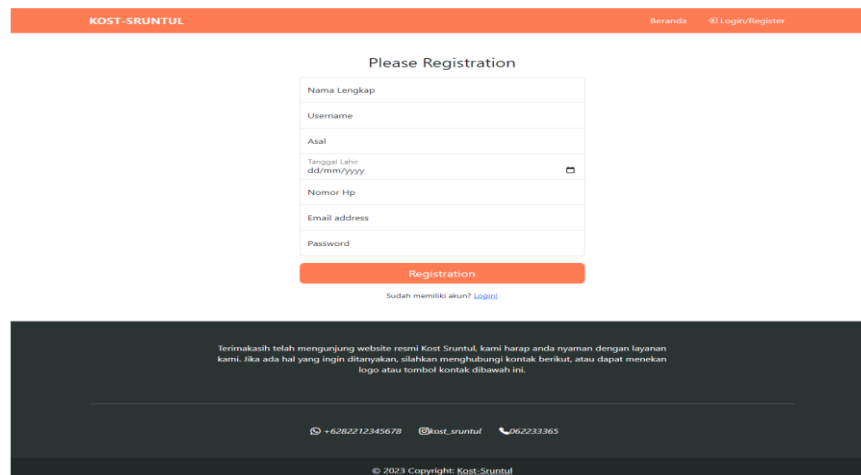 KOST-SRUNTUL
Beranda Login/Register
Please Registration
Nama Lengkap
Username
Asal
Tanggal Lahir
dd/mm/yyyy
Nomor Hp
Email address
Password
Registration
Sudah memiliki akun? Login!
Terimakasih telah mengunjung website resmi Kost Sruntul, kami harap anda nyaman dengan layanan
kami. Jika ada hal yang ingin ditanyakan, silahkan menghubungi kontak berikut, atau dapat menekan
logo atau tombol kontak dibawah ini.
+6282212345678 kost_sruntul 062233365
© 2023 Copyright: Kost-Sruntul